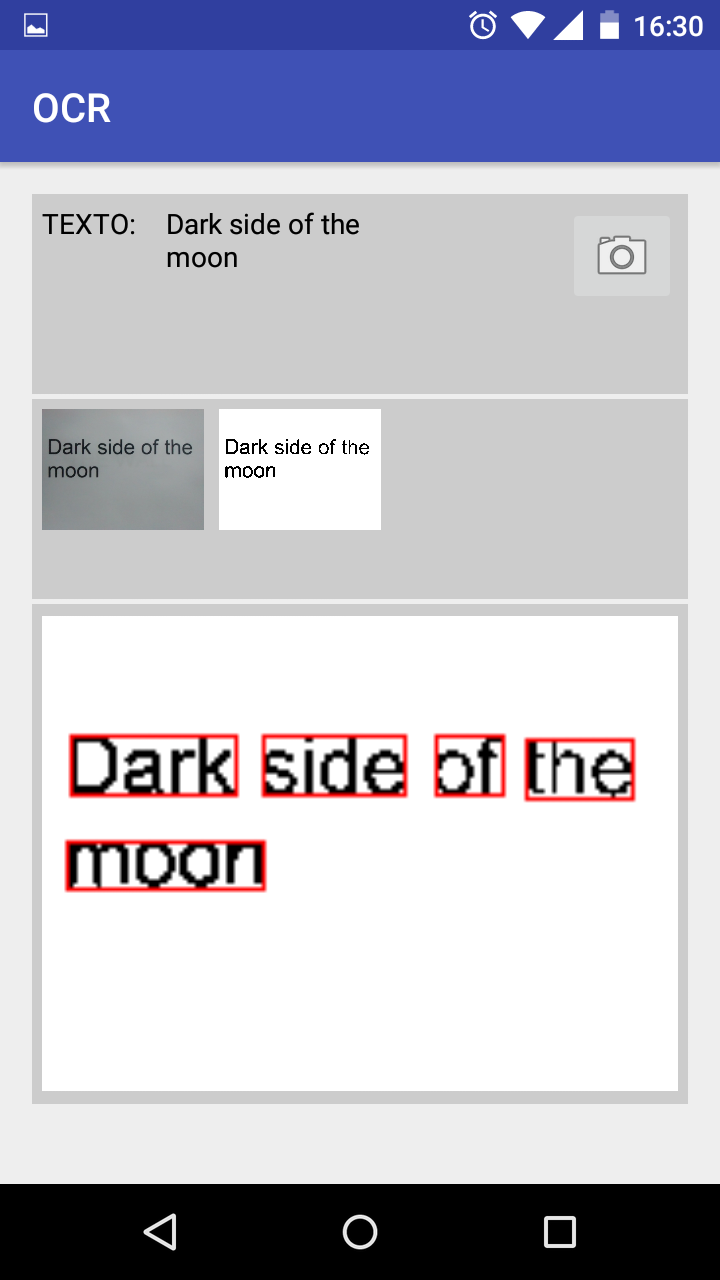 16:30
OCR
TEXTO: Dark side of the
moon
Dark side of the
moon
Dark side of the
moon
Dark side of the
moon